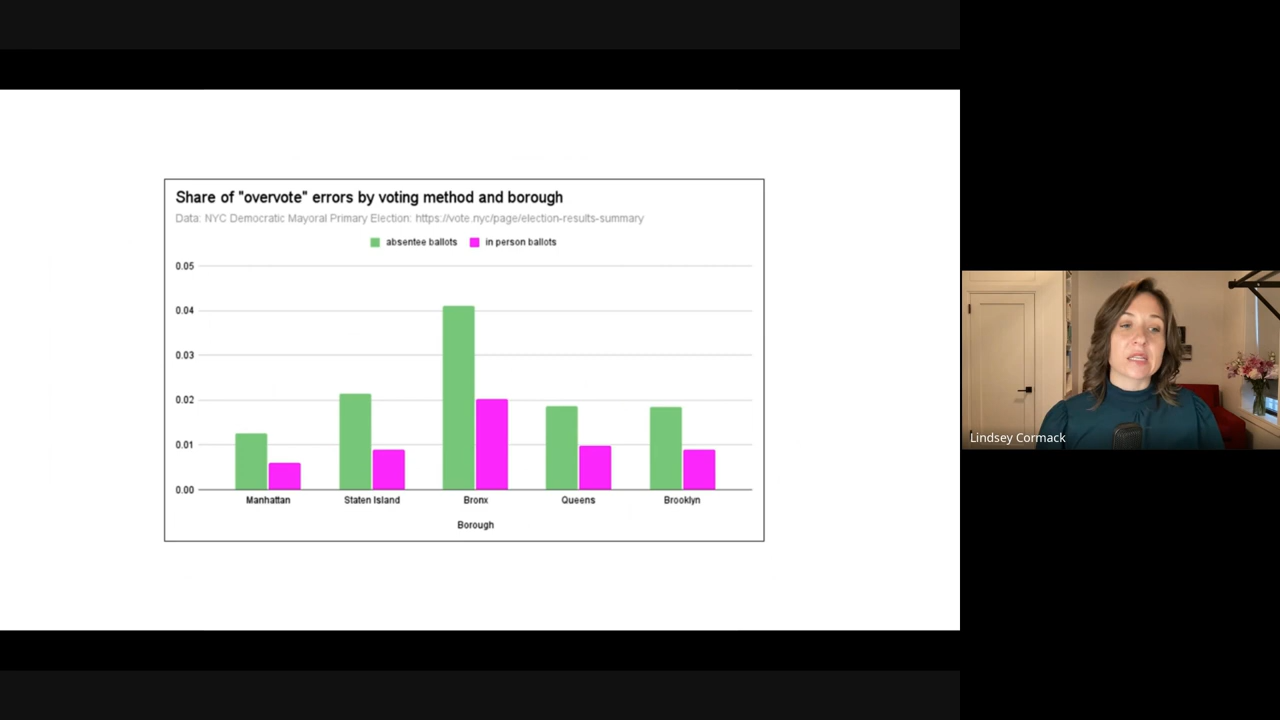 Share of "overvote" errors by voting method and borough
Data: NYC Democratic Mayoral Primary Election: https://vote.nyc/page/election-results-summary
absentee ballots in person ballots
0.05
0.04
0.03
0.02
0.01
0.00
Manhattan Staten Island Bronx Queens Brooklyn
Borough
Lindsey Cormack